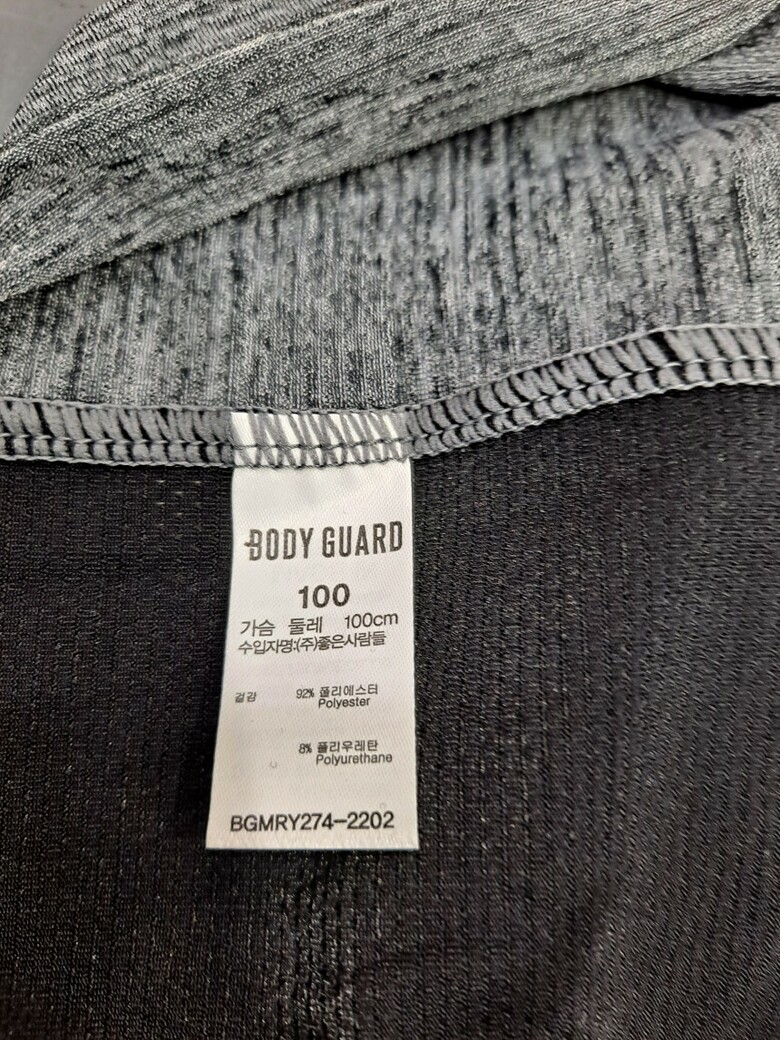 BODY GUARD
100
가슴 둘레 100cm
수입자명:(주)좋은사람들
겉감 92% 폴리에스터
Polyester
8% 폴리우레탄
Polyurethane
BGMRY274-2202